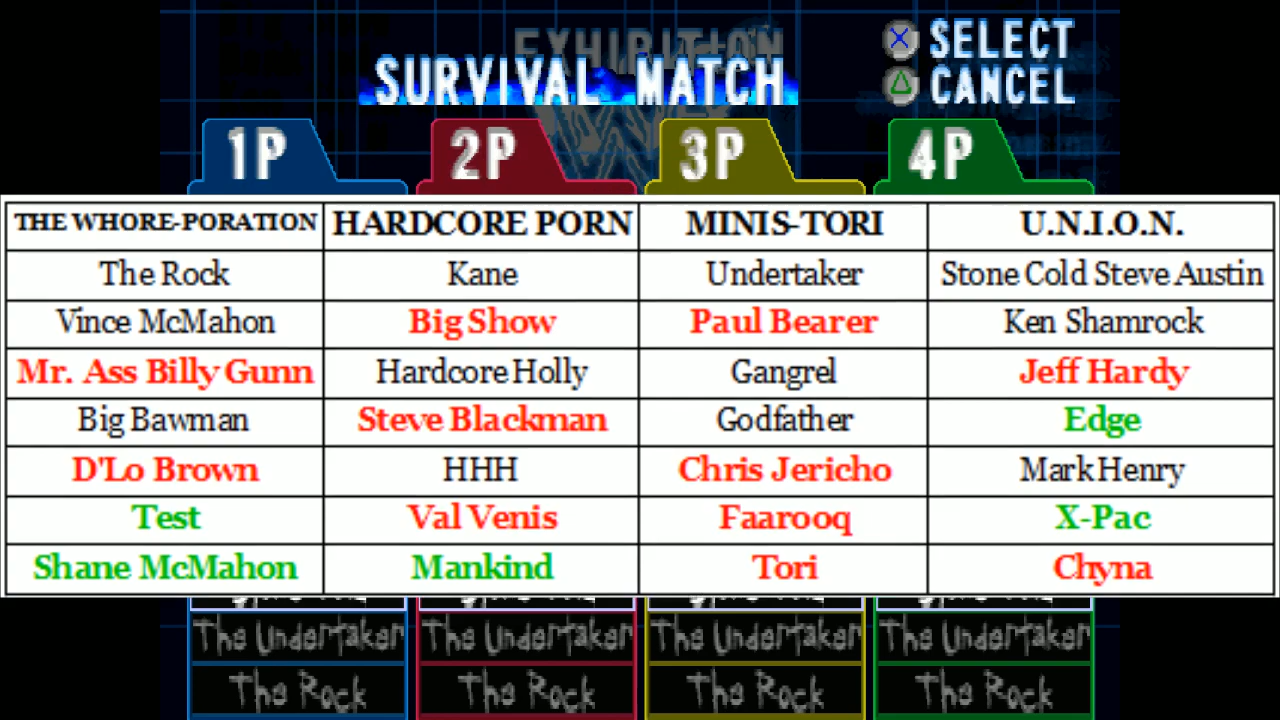 EXHIBITION
SURVIVAL MATCH
SELECT
CANCEL
1P 2P 3P 4P
THE WHORE-PORATION HARDCORE PORN MINIS-TORI U.N.I.O.N.
The Rock Kane Undertaker Stone Cold Steve Austin
Vince McMahon Big Show Paul Bearer Ken Shamrock
Mr. Ass Billy Gunn Hardcore Holly Gangrel Jeff Hardy
Big Bawman Steve Blackman Godfather Edge
D'Lo Brown HHH Chris Jericho Mark Henry
Test Val Venis Faarooq X-Pac
Shane McMahon Mankind Tori Chyna
The Undertaker The Undertaker The Undertaker The Undertaker
The Rock The Rock The Rock The Rock